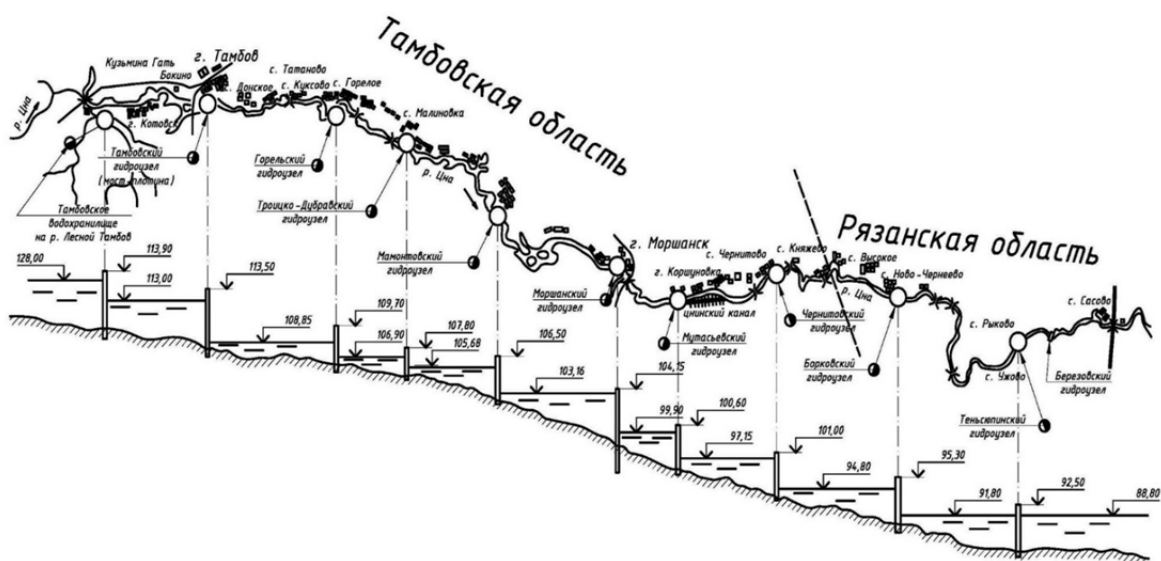 Тамбовская область
Рязанская область
р. Цна
Кузьмина Гать
Бокино
г. Тамбов
с. Донское
с. Татаново
с. Куксово
с. Горелое
с. Малиновка
г. Котовск
р. Цна
Тамбовский
гидроузел
(мост-плотина)
Тамбовское
водохранилище
на р. Лесной Тамбов
Горельский
гидроузел
Троицко-Дубравский
гидроузел
Мамонтовский
гидроузел
г. Моршанск
Моршанский
гидроузел
г. Коршуновка
с. Чернитово
с. Княжево
цнинский канал
Мутасьевский
гидроузел
Чернитовский
гидроузел
р. Цна
с. Высокое
с. Ново-Чернеево
Борковский
гидроузел
с. Рыково
с. Ужово
с. Сасово
Березовский
гидроузел
Теньсюпинский
гидроузел
128,00
113,90
113,00
113,50
108,85
109,70
106,90
107,80
105,68
106,50
103,16
104,15
99,90
100,60
97,15
101,00
94,80
95,30
91,80
92,50
88,80